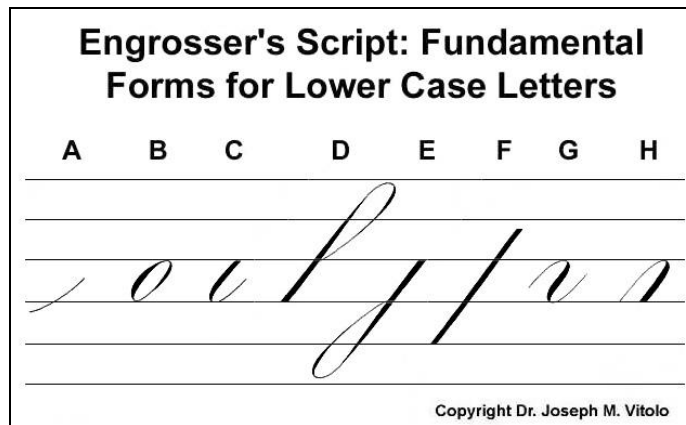 Engrosser's Script: Fundamental
Forms for Lower Case Letters
A B C D E F G H
Copyright Dr. Joseph M. Vitolo